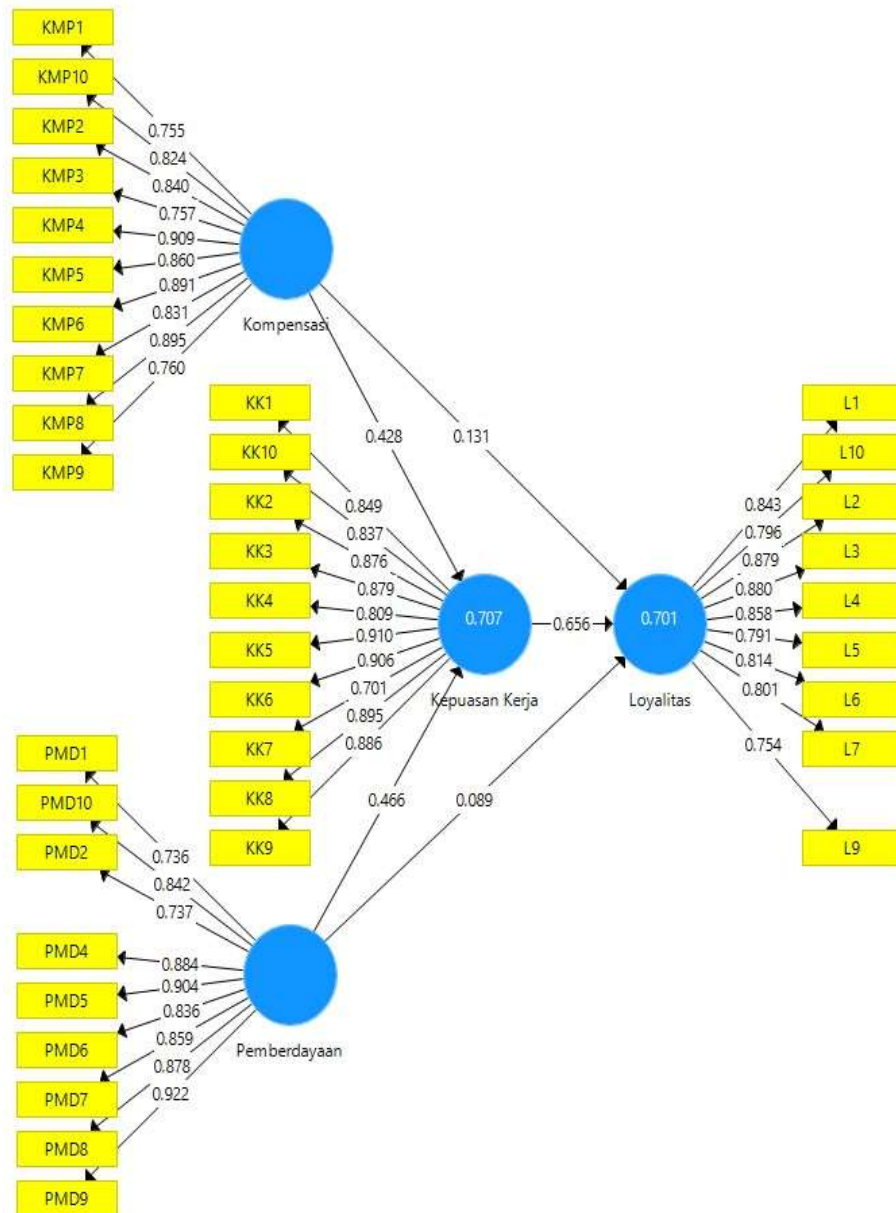 KMP1
KMP10
KMP2
KMP3
KMP4
KMP5
KMP6
KMP7
KMP8
KMP9
0.755
0.824
0.840
0.757
0.909
0.860
0.891
0.831
0.895
0.760
Kompensasi
0.428
0.131
KK1
KK10
KK2
KK3
KK4
KK5
KK6
KK7
KK8
KK9
0.849
0.837
0.876
0.879
0.809
0.910
0.906
0.701
0.895
0.886
0.707
Kepuasan Kerja
0.656
0.701
Loyalitas
0.843
0.796
0.879
0.880
0.858
0.791
0.814
0.801
0.754
L1
L10
L2
L3
L4
L5
L6
L7
L9
0.466
0.089
PMD1
PMD10
PMD2
PMD4
PMD5
PMD6
PMD7
PMD8
PMD9
0.736
0.842
0.737
0.884
0.904
0.836
0.859
0.878
0.922
Pemberdayaan